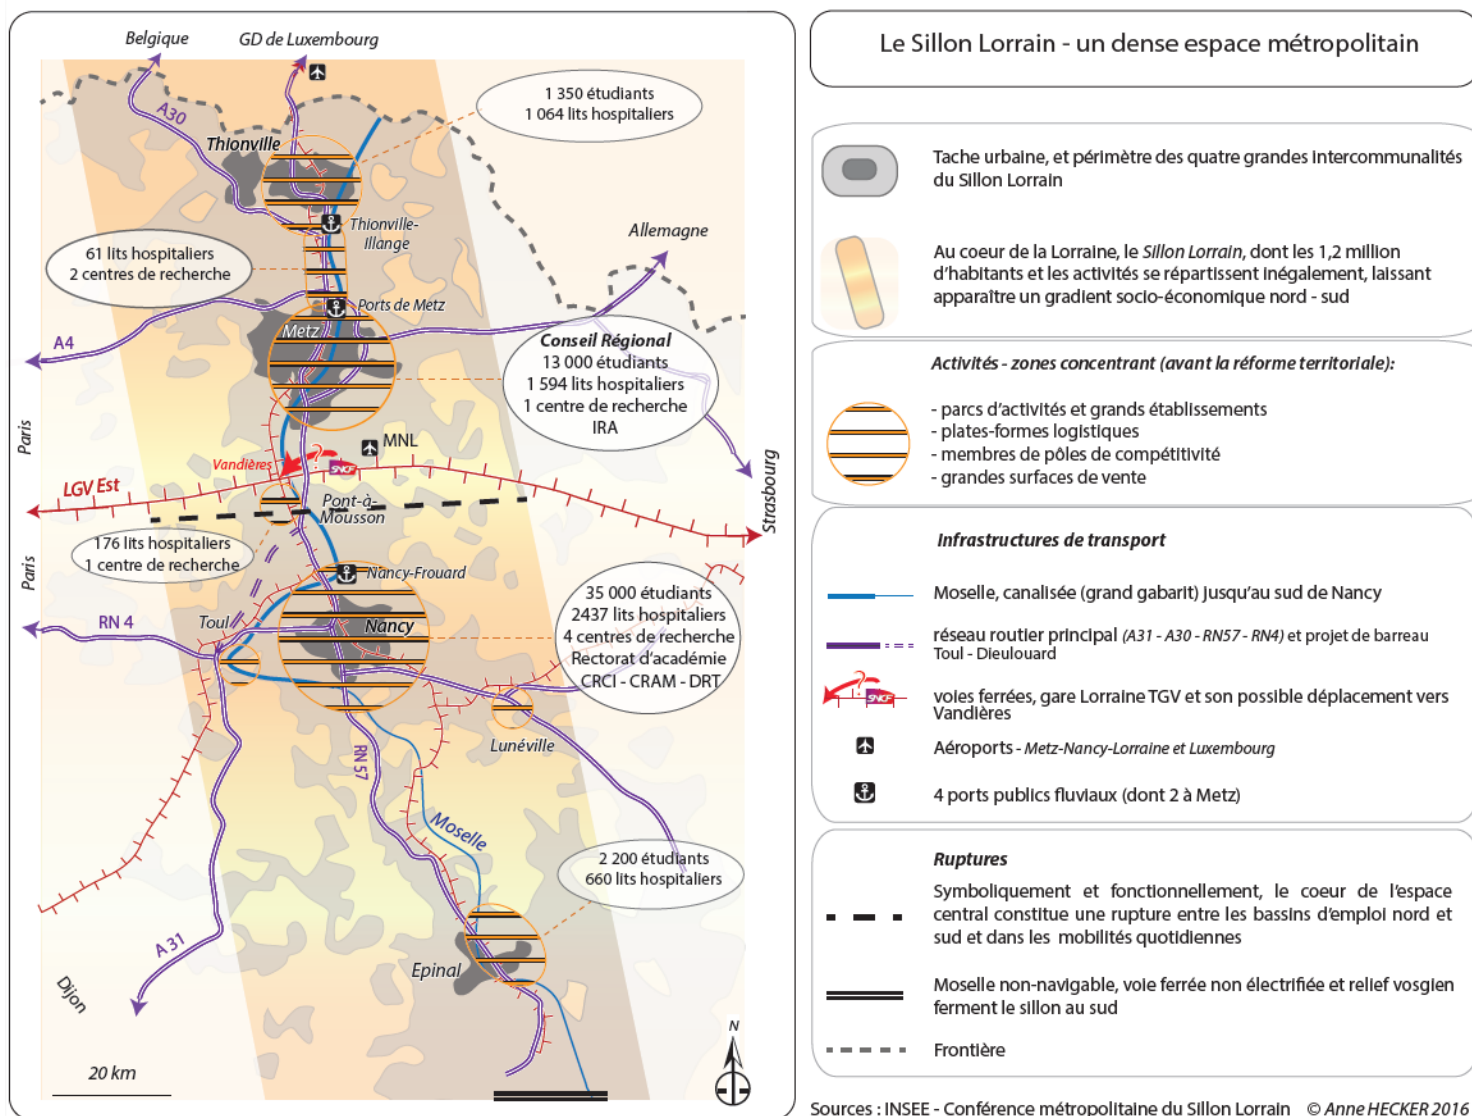 Belgique
GD de Luxembourg
A30
1 350 étudiants
1 064 lits hospitaliers
Thionville
Thionville-
Illange
Allemagne
61 lits hospitaliers
2 centres de recherche
Ports de Metz
Metz
A4
Conseil Régional
13 000 étudiants
1 594 lits hospitaliers
1 centre de recherche
IRA
Paris
MNL
Vandières
?
SNCF
LGV Est
Pont-à-
Mousson
Strasbourg
176 lits hospitaliers
1 centre de recherche
Paris
Nancy-Frouard
35 000 étudiants
2437 lits hospitaliers
4 centres de recherche
Rectorat d'académie
CRCI - CRAM - DRT
RN 4
Toul
Nancy
Lunéville
RN 57
Moselle
2 200 étudiants
660 lits hospitaliers
A 31
Epinal
Dijon
20 km
N
Le Sillon Lorrain - un dense espace métropolitain
Tache urbaine, et périmètre des quatre grandes intercommunalités
du Sillon Lorrain
Au coeur de la Lorraine, le Sillon Lorrain, dont les 1,2 million
d'habitants et les activités se répartissent inégalement, laissant
apparaître un gradient socio-économique nord - sud
Activités - zones concentrant (avant la réforme territoriale):
- parcs d'activités et grands établissements
- plates-formes logistiques
- membres de pôles de compétitivité
- grandes surfaces de vente
Infrastructures de transport
Moselle, canalisée (grand gabarit) Jusqu'au sud de Nancy
réseau routier principal (A31 - A30 - RN57 - RN4) et projet de barreau
Toul - Dieulouard
?
SNCF
voies ferrées, gare Lorraine TGV et son possible déplacement vers
Vandières
Aéroports - Metz-Nancy-Lorraine et Luxembourg
4 ports publics fluviaux (dont 2 à Metz)
Ruptures
Symboliquement et fonctionnellement, le coeur de l'espace
central constitue une rupture entre les bassins d'emploi nord et
sud et dans les mobilités quotidiennes
Moselle non-navigable, voie ferrée non électrifiée et relief vosgien
ferment le sillon au sud
Frontière
Sources : INSEE - Conférence métropolitaine du Sillon Lorrain © Anne HECKER 2016